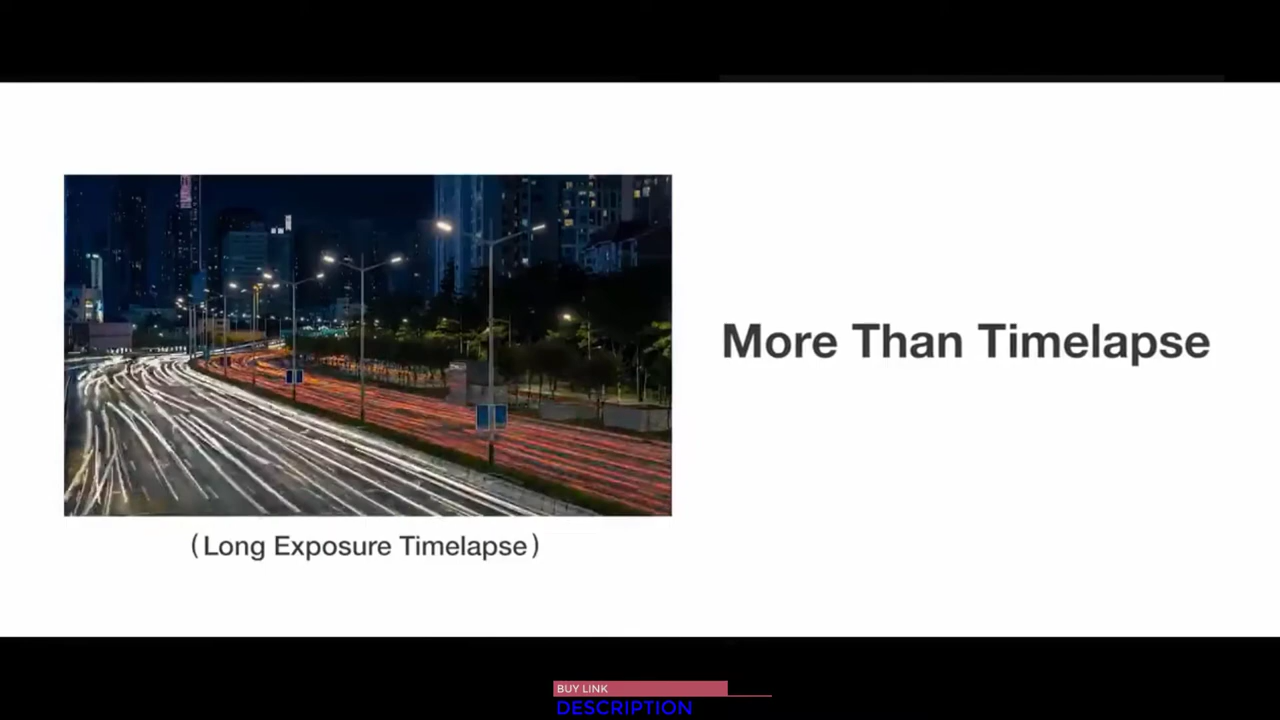 More Than Timelapse
(Long Exposure Timelapse)
BUY LINK
DESCRIPTION